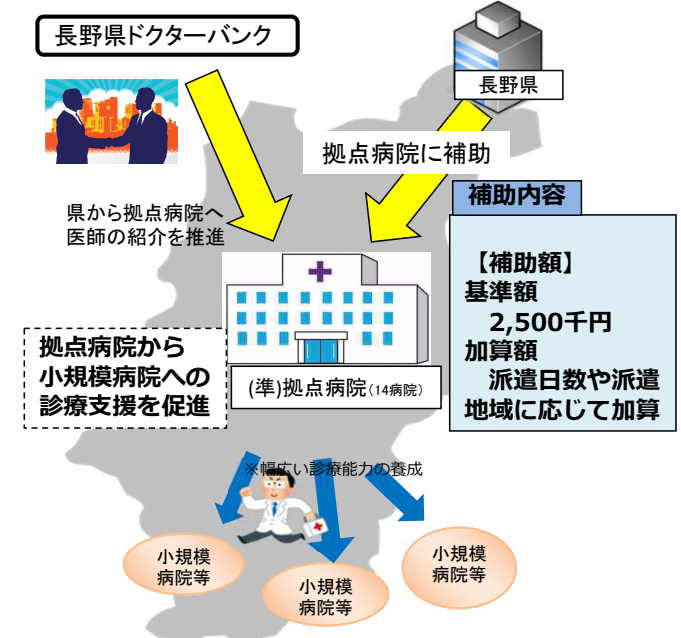 長野県ドクターバンク
長野県
拠点病院に補助
県から拠点病院へ
医師の紹介を推進
補助内容
【補助額】
基準額
2,500千円
加算額
派遣日数や派遣
地域に応じて加算
拠点病院から
小規模病院への
診療支援を促進
(準)拠点病院(14病院)
※幅広い診療能力の養成
小規模
病院等
小規模
病院等
小規模
病院等